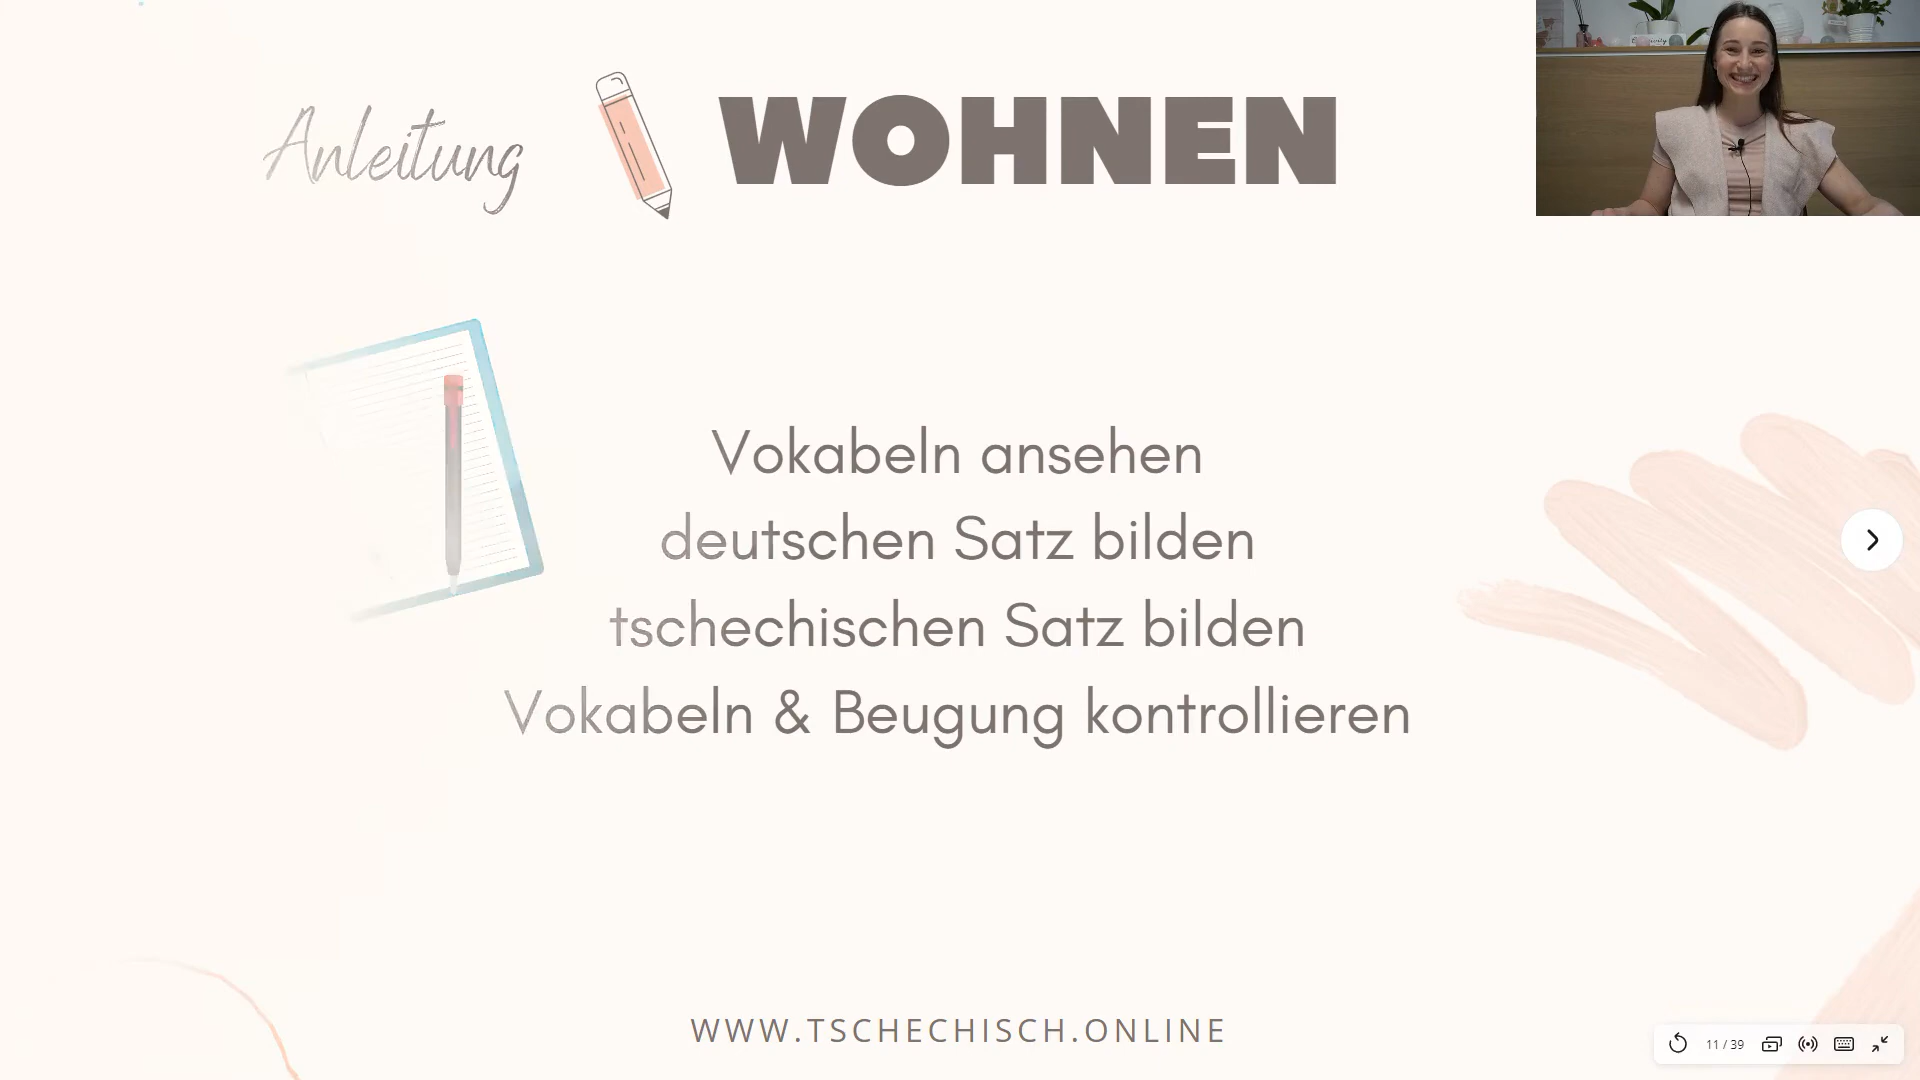 Anleitung WOHNEN
Vokabeln ansehen
deutschen Satz bilden
tschechischen Satz bilden
Vokabeln & Beugung kontrollieren
WWW.TSCHECHISCH.ONLINE
11 / 39